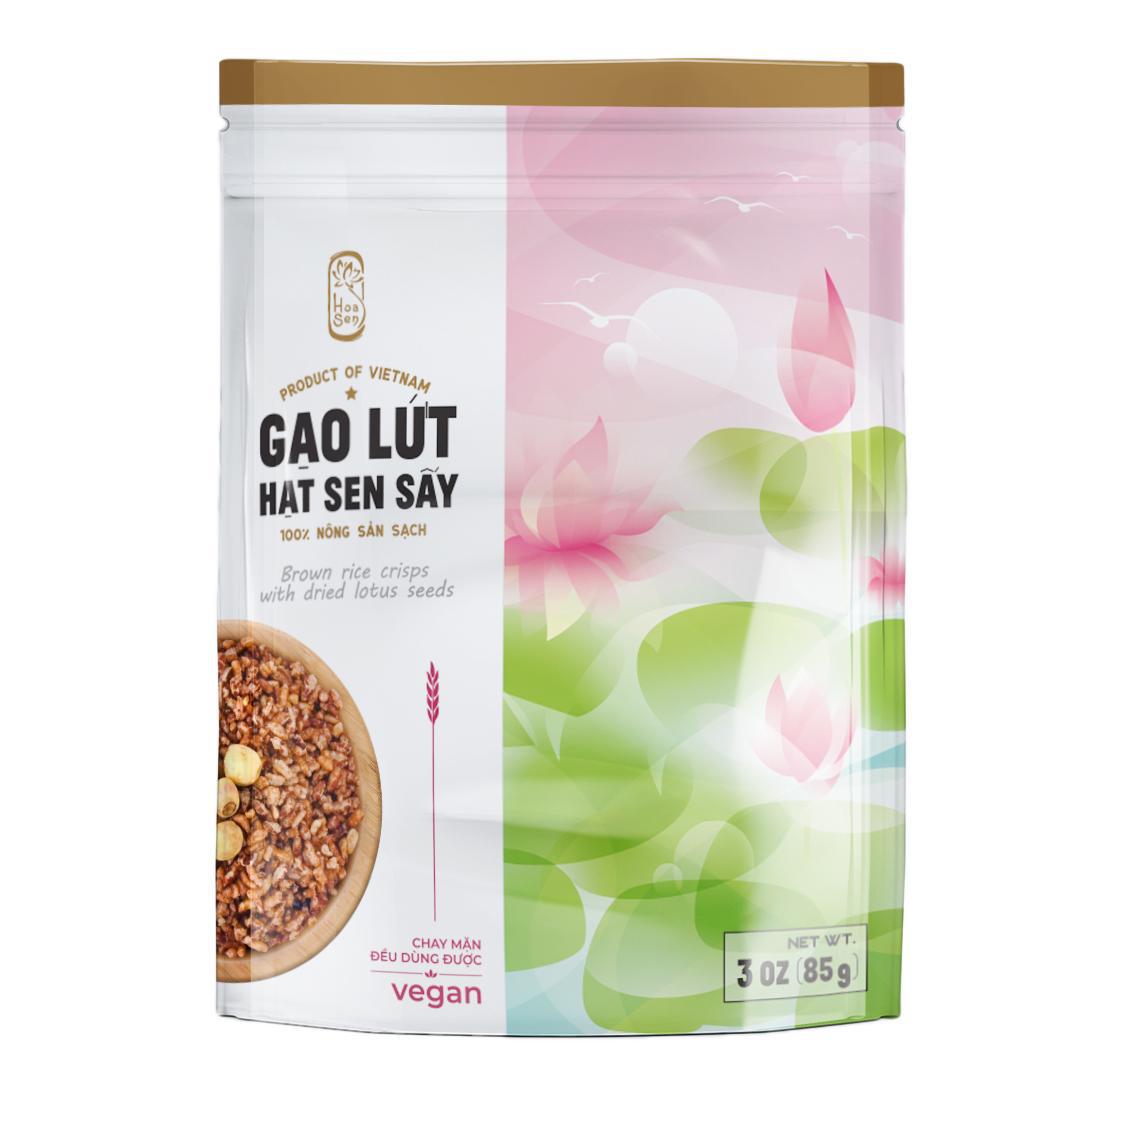 Hoa
Sen
PRODUCT OF VIETNAM
GẠO LỨT
HẠT SEN SẤY
100% NÔNG SẢN SẠCH
Brown rice crisps
with dried lotus seeds
CHAY MẶN
ĐỀU DÙNG ĐƯỢC
vegan
NET WT.
3 OZ (85g)